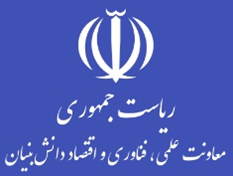 ریاست جمهوری
معاونت علمی، فناوری و اقتصاد دانش بنیان